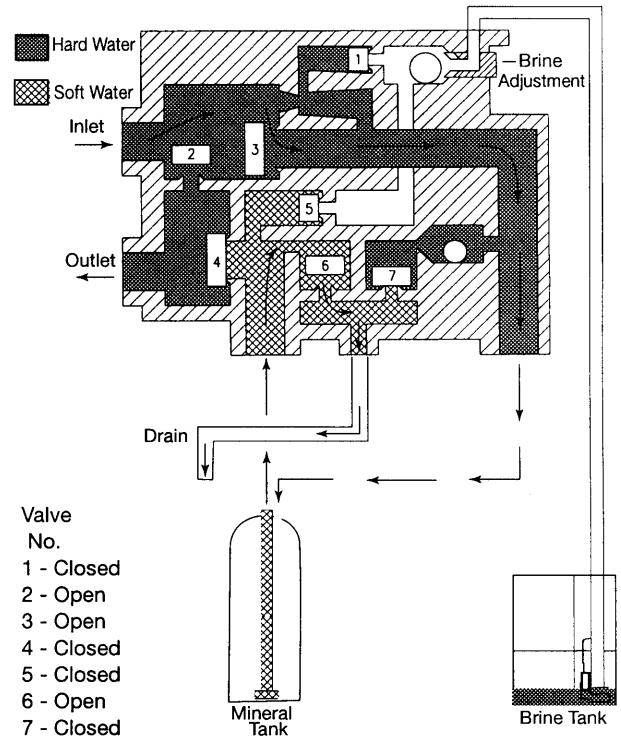 Hard Water
Soft Water
1
Brine
Adjustment
Inlet
2
3
5
Outlet
4
6
7
Drain
Valve
No.
1 - Closed
2 - Open
3 - Open
4 - Closed
5 - Closed
6 - Open
7 - Closed
Mineral
Tank
Brine Tank